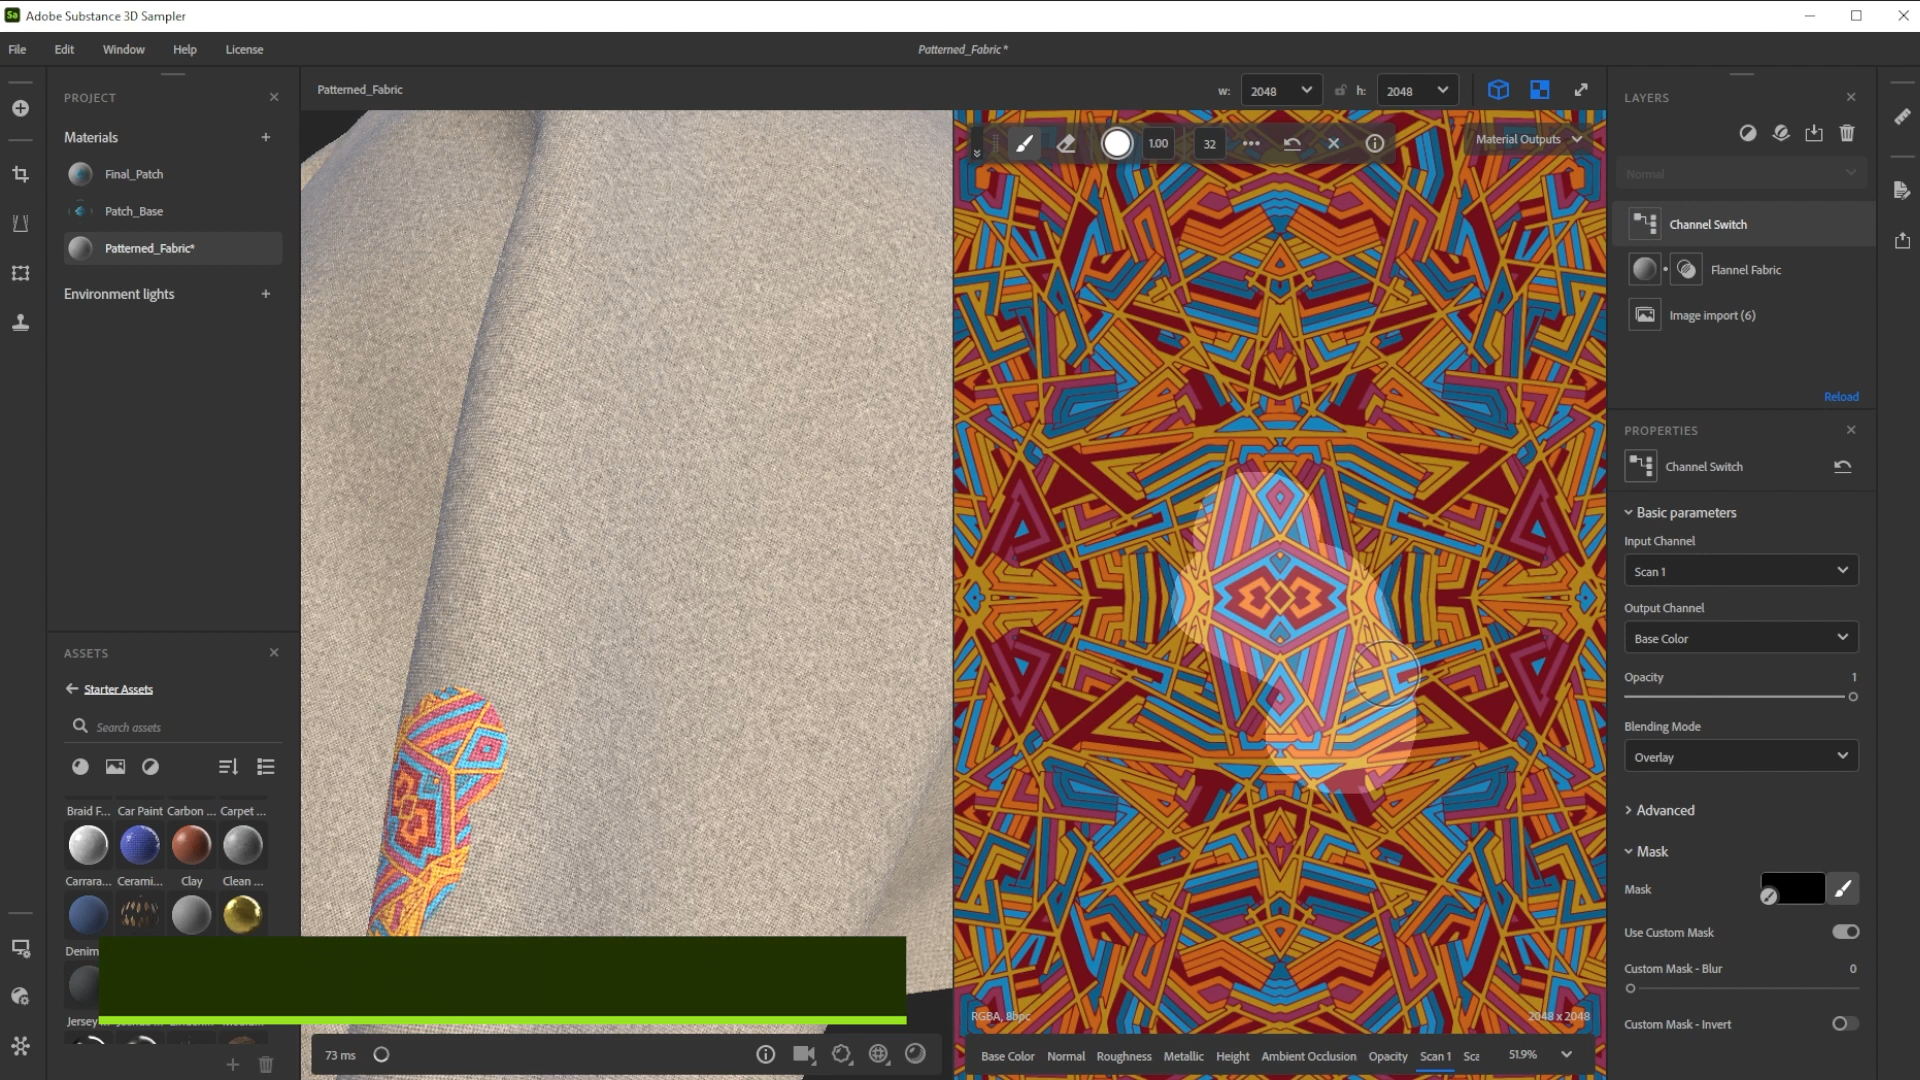 Adobe Substance 3D Sampler
File Edit Window Help License
Patterned_Fabric*
PROJECT
Materials
Final_Patch
Patch_Base
Patterned_Fabric*
Environment lights
ASSETS
Starter Assets
Search assets
Braid F... Car Paint Carbon ... Carpet ...
Carrara... Cerami... Clay Clean ...
Denim
Jersey
Patterned_Fabric
w: 2048 h: 2048
1.00 32
Material Outputs
RGBA, 8bpc
2048 x 2048
73 ms
Base Color Normal Roughness Metallic Height Ambient Occlusion Opacity Scan 1 Sca 51.9%
LAYERS
Normal
Channel Switch
Flannel Fabric
Image import (6)
Reload
PROPERTIES
Channel Switch
Basic parameters
Input Channel
Scan 1
Output Channel
Base Color
Opacity 1
Blending Mode
Overlay
Advanced
Mask
Mask
Use Custom Mask
Custom Mask - Blur 0
Custom Mask - Invert